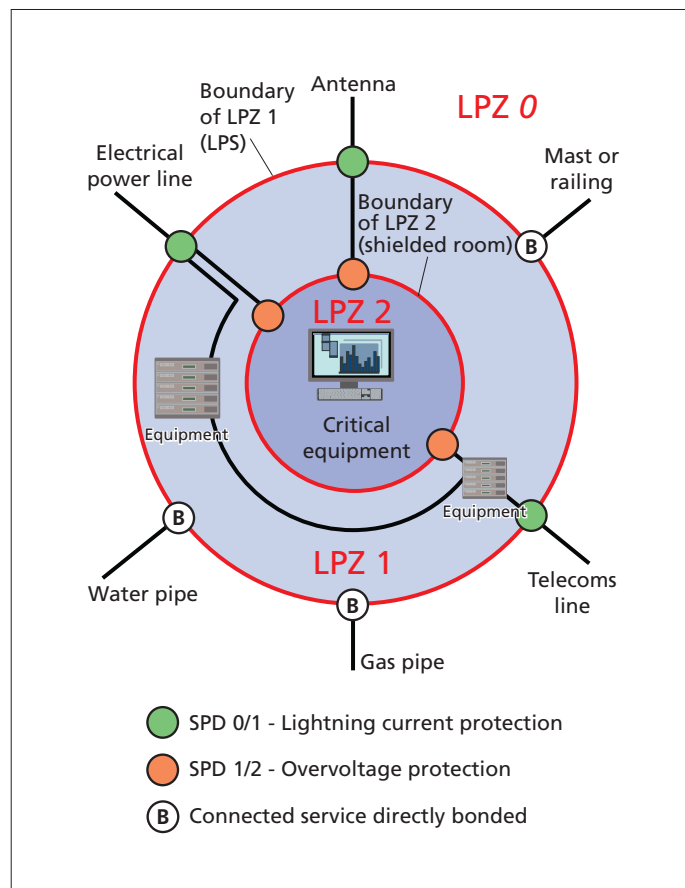 Antenna
LPZ 0
Boundary
of LPZ 1
(LPS)
Electrical
power line
Mast or
railing
B
Boundary
of LPZ 2
(shielded room)
LPZ 2
Critical
equipment
Equipment
Equipment
B
LPZ 1
Water pipe
B
Telecoms
line
Gas pipe
SPD 0/1 - Lightning current protection
SPD 1/2 - Overvoltage protection
B Connected service directly bonded